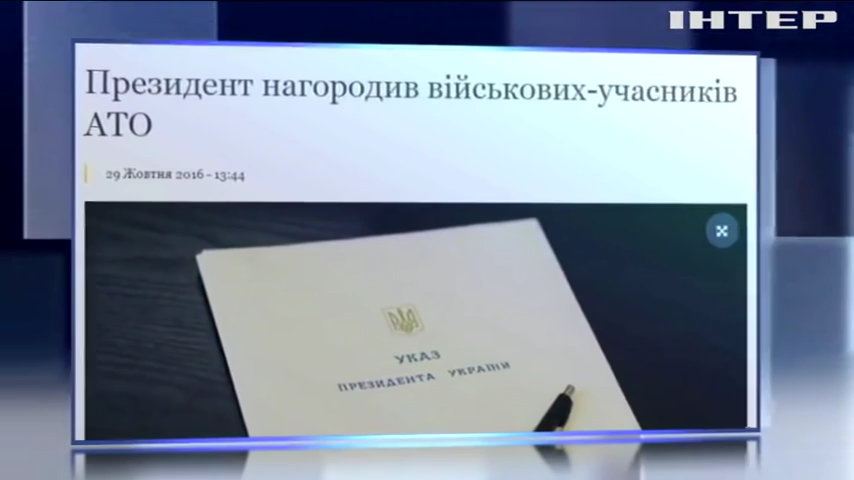 ІНТЕР
Президент нагородив військових-учасників
АТО
29 Жовтня 2016 - 13:44
УКАЗ
ПРЕЗИДЕНТА УКРАЇНИ